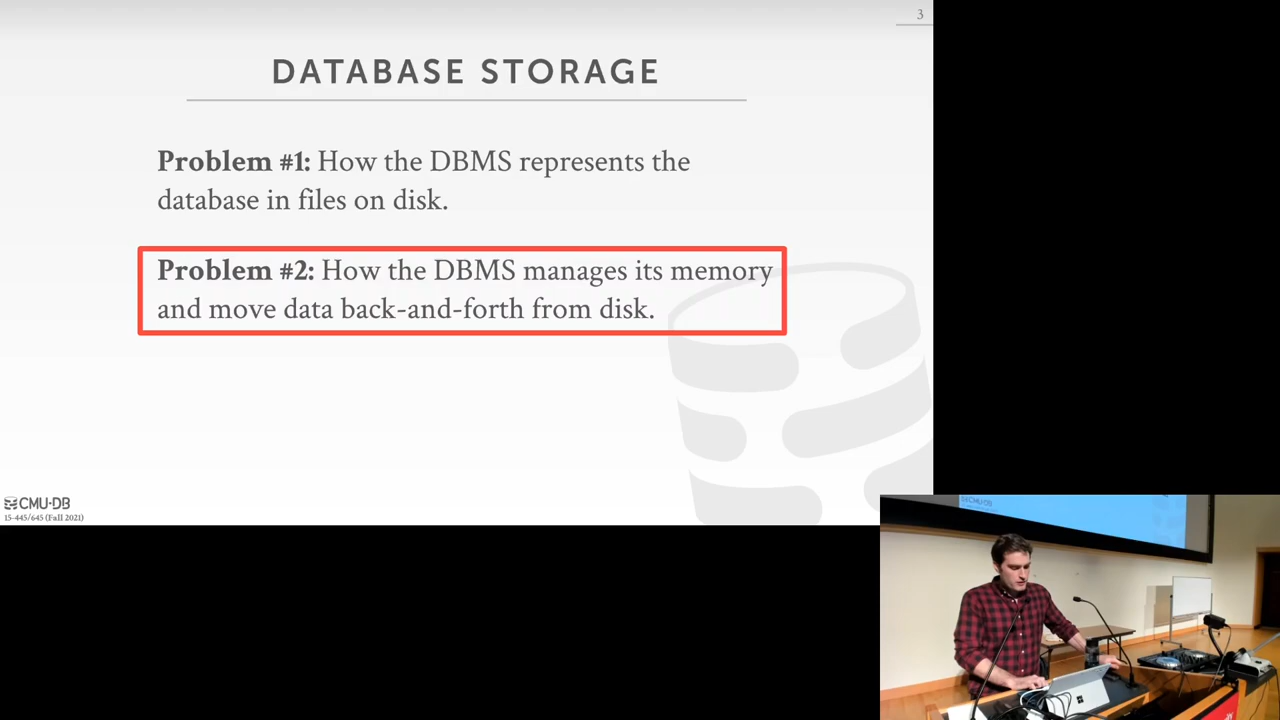 3
DATABASE STORAGE
Problem #1: How the DBMS represents the
database in files on disk.
Problem #2: How the DBMS manages its memory
and move data back-and-forth from disk.
CMU·DB
15-445/645 (Fall 2021)
CMU·DB